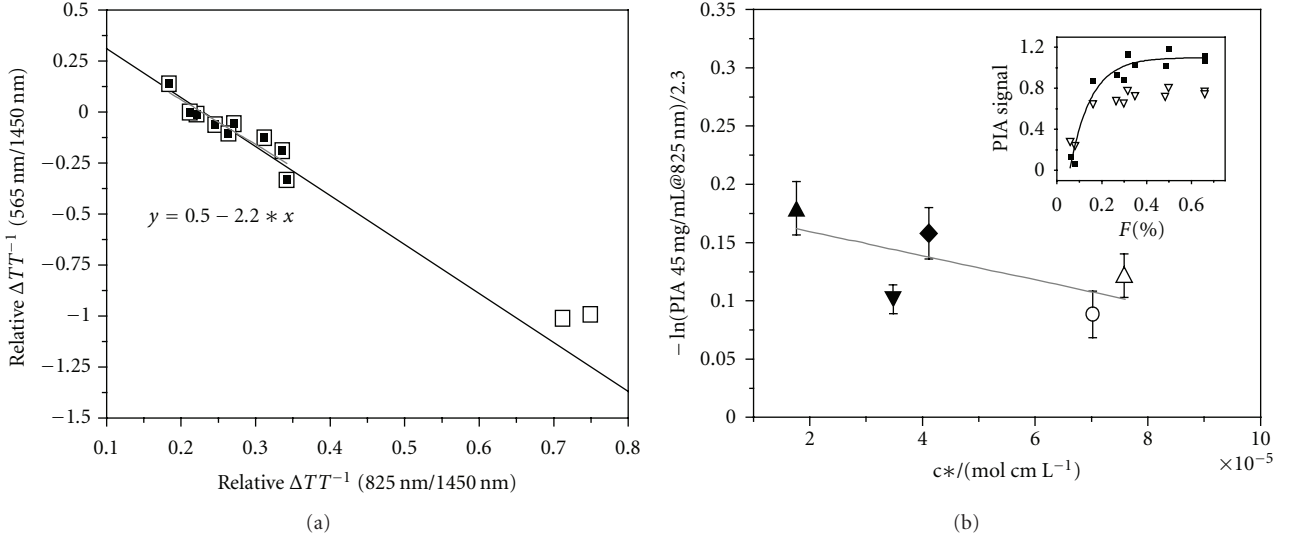 0.5
0.25
0
−0.25
−0.5
−0.75
−1
−1.25
−1.5
Relative ΔTT⁻¹ (565 nm/1450 nm)
y = 0.5 − 2.2 ∗ x
0.1 0.2 0.3 0.4 0.5 0.6 0.7 0.8
Relative ΔTT⁻¹ (825 nm/1450 nm)
(a)
0.35
0.3
0.25
0.2
0.15
0.1
0.05
0
− ln(PIA 45 mg/mL@825 nm)/2.3
1.2
0.8
0.4
0
PIA signal
0 0.2 0.4 0.6
F(%)
2 4 6 8 10
×10⁻⁵
c∗/(mol cm L⁻¹)
(b)